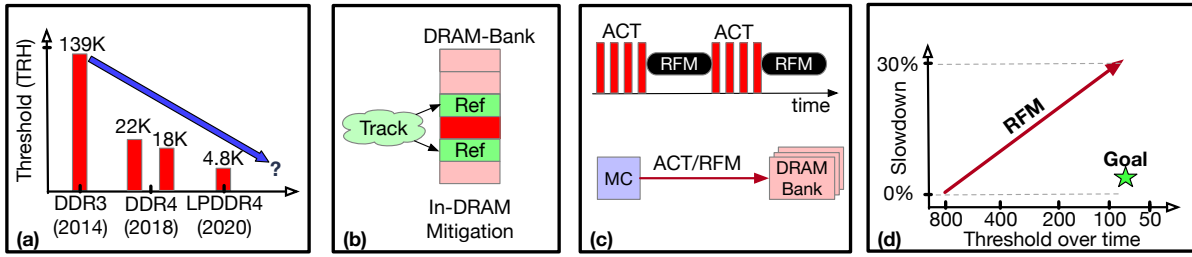 Threshold (TRH)
139K
22K
18K
4.8K
?
DDR3
(2014)
DDR4
(2018)
LPDDR4
(2020)
(a)
DRAM-Bank
Ref
Track
Ref
In-DRAM
Mitigation
(b)
ACT
ACT
RFM
RFM
time
MC
ACT/RFM
DRAM
Bank
(c)
Slowdown
30%
0%
RFM
Goal
800
400
200
100
50
Threshold over time
(d)